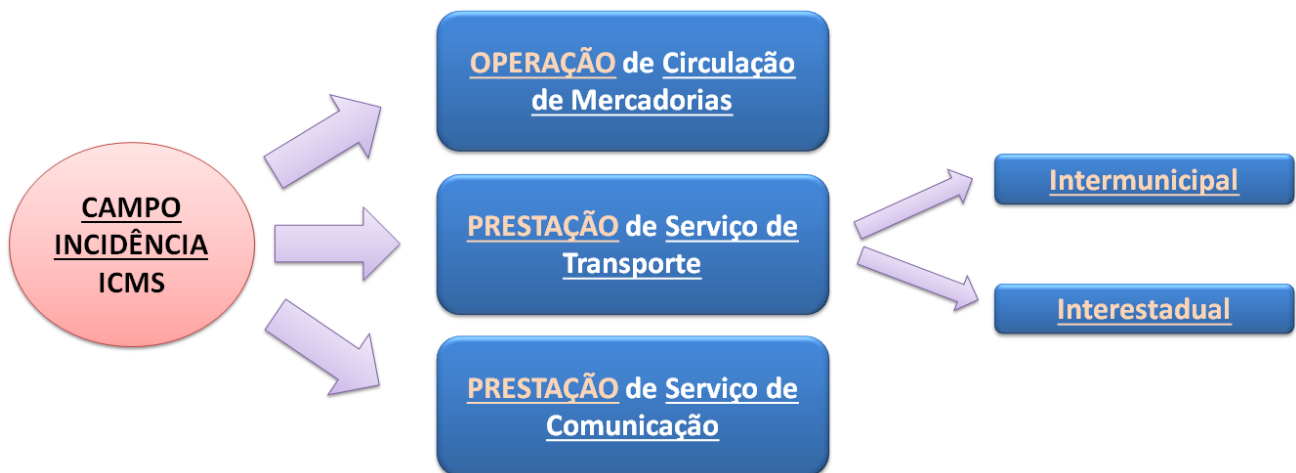 CAMPO
INCIDÊNCIA
ICMS
OPERAÇÃO de Circulação
de Mercadorias
PRESTAÇÃO de Serviço de
Transporte
Intermunicipal
Interestadual
PRESTAÇÃO de Serviço de
Comunicação